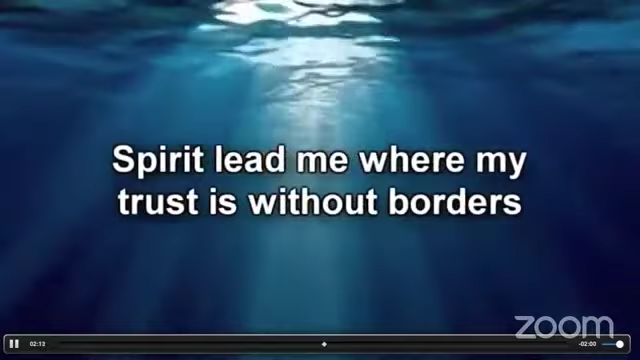 Spirit lead me where my
trust is without borders
zoom
02:13
-02:00